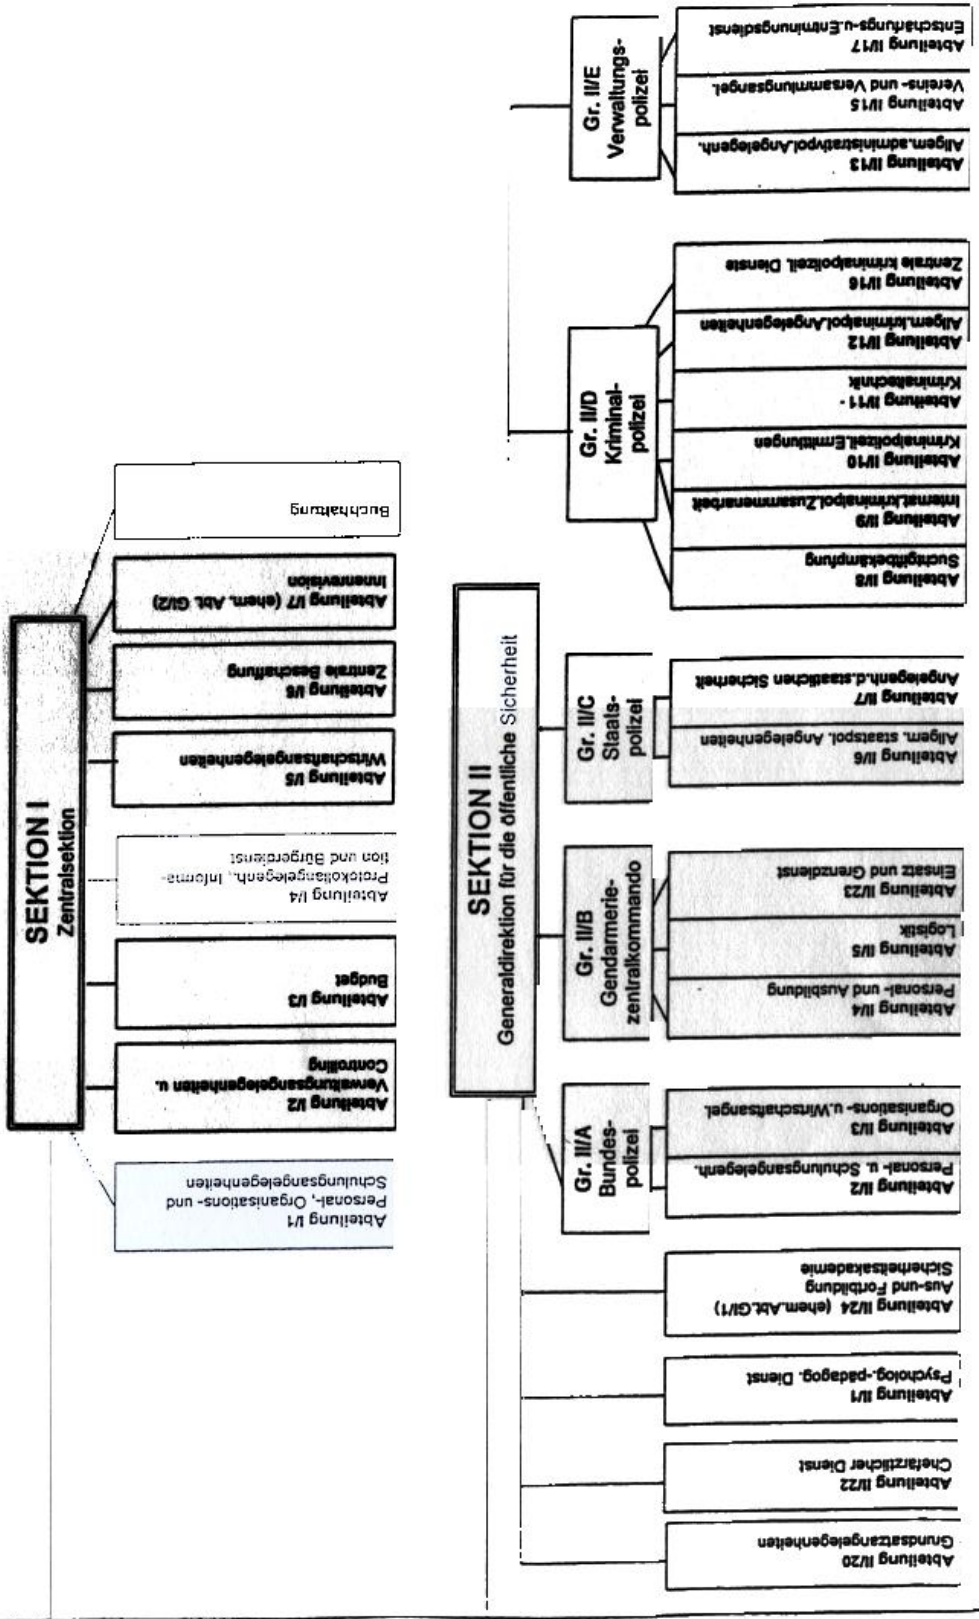 SEKTION I
Zentralsektion
Abteilung I/1
Personal-, Organisations- und
Schulungsangelegenheiten
Abteilung I/2
Verwaltungsangelegenheiten u.
Controlling
Abteilung I/3
Budget
Abteilung I/4
Protokollangelegenh., Informa-
tion und Bürgerdienst
Abteilung I/5
Wirtschaftsangelegenheiten
Abteilung I/6
Zentrale Beschaffung
Abteilung I/7 (ehem. Abt. GI/2)
Innenrevision
Buchhaltung
SEKTION II
Generaldirektion für die öffentliche Sicherheit
Abteilung II/20
Grundsatzangelegenheiten
Abteilung II/22
Chefärztlicher Dienst
Abteilung II/1
Psycholog.-pädagog. Dienst
Abteilung II/24 (ehem.Abt.GI/1)
Aus-und Fortbildung
Sicherheitsakademie
Gr. II/A
Bundes-
polizei
Abteilung II/2
Personal- u. Schulungsangelegenh.
Abteilung II/3
Organisations- u.Wirtschaftsangel.
Gr. II/B
Gendarmerie-
zentralkommando
Abteilung II/4
Personal- und Ausbildung
Abteilung II/5
Logistik
Abteilung II/23
Einsatz und Grenzdienst
Gr. II/C
Staats-
polizei
Abteilung II/6
Allgem. staatspol. Angelegenheiten
Abteilung II/7
Angelegenh.d.staatlichen Sicherheit
Gr. II/D
Kriminal-
polizei
Abteilung II/8
Suchtgiftbekämpfung
Abteilung II/9
Internat.kriminalpol.Zusammenarbeit
Abteilung II/10
Kriminalpolizeil.Ermittlungen
Abteilung II/11
Kriminaltechnik
Abteilung II/12
Allgem.kriminalpol.Angelegenheiten
Abteilung II/16
Zentrale kriminalpolizeil. Dienste
Gr. II/E
Verwaltungs-
polizei
Abteilung II/13
Allgem.administrativpol.Angelegenh.
Abteilung II/15
Vereins- und Versammlungsangel.
Abteilung II/17
Entschärfungs-u.Entminungsdienst